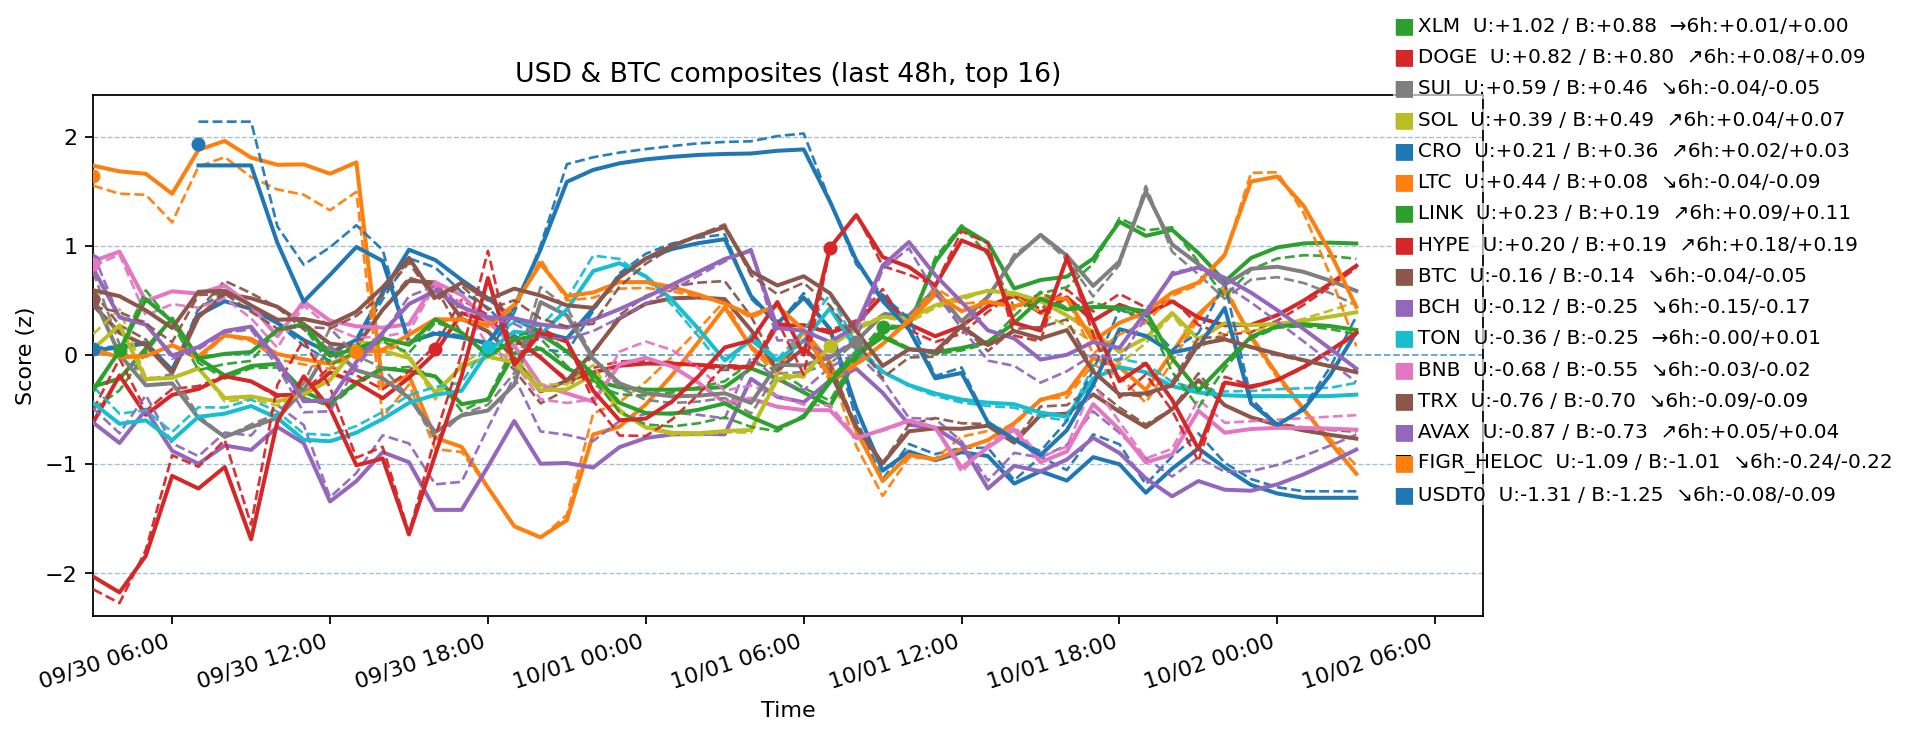 USD & BTC composites (last 48h, top 16)
XLM U:+1.02 / B:+0.88 →6h:+0.01/+0.00
DOGE U:+0.82 / B:+0.80 ↗6h:+0.08/+0.09
SUI U:+0.59 / B:+0.46 ↘6h:-0.04/-0.05
SOL U:+0.39 / B:+0.49 ↗6h:+0.04/+0.07
CRO U:+0.21 / B:+0.36 ↗6h:+0.02/+0.03
LTC U:+0.44 / B:+0.08 ↘6h:-0.04/-0.09
LINK U:+0.23 / B:+0.19 ↗6h:+0.09/+0.11
HYPE U:+0.20 / B:+0.19 ↗6h:+0.18/+0.19
BTC U:-0.16 / B:-0.14 ↘6h:-0.04/-0.05
BCH U:-0.12 / B:-0.25 ↘6h:-0.15/-0.17
TON U:-0.36 / B:-0.25 →6h:-0.00/+0.01
BNB U:-0.68 / B:-0.55 ↘6h:-0.03/-0.02
TRX U:-0.76 / B:-0.70 ↘6h:-0.09/-0.09
AVAX U:-0.87 / B:-0.73 ↗6h:+0.05/+0.04
FIGR_HELOC U:-1.09 / B:-1.01 ↘6h:-0.24/-0.22
USDT0 U:-1.31 / B:-1.25 ↘6h:-0.08/-0.09
Score (z)
2
1
0
−1
−2
09/30 06:00
09/30 12:00
09/30 18:00
10/01 00:00
10/01 06:00
10/01 12:00
10/01 18:00
10/02 00:00
10/02 06:00
Time